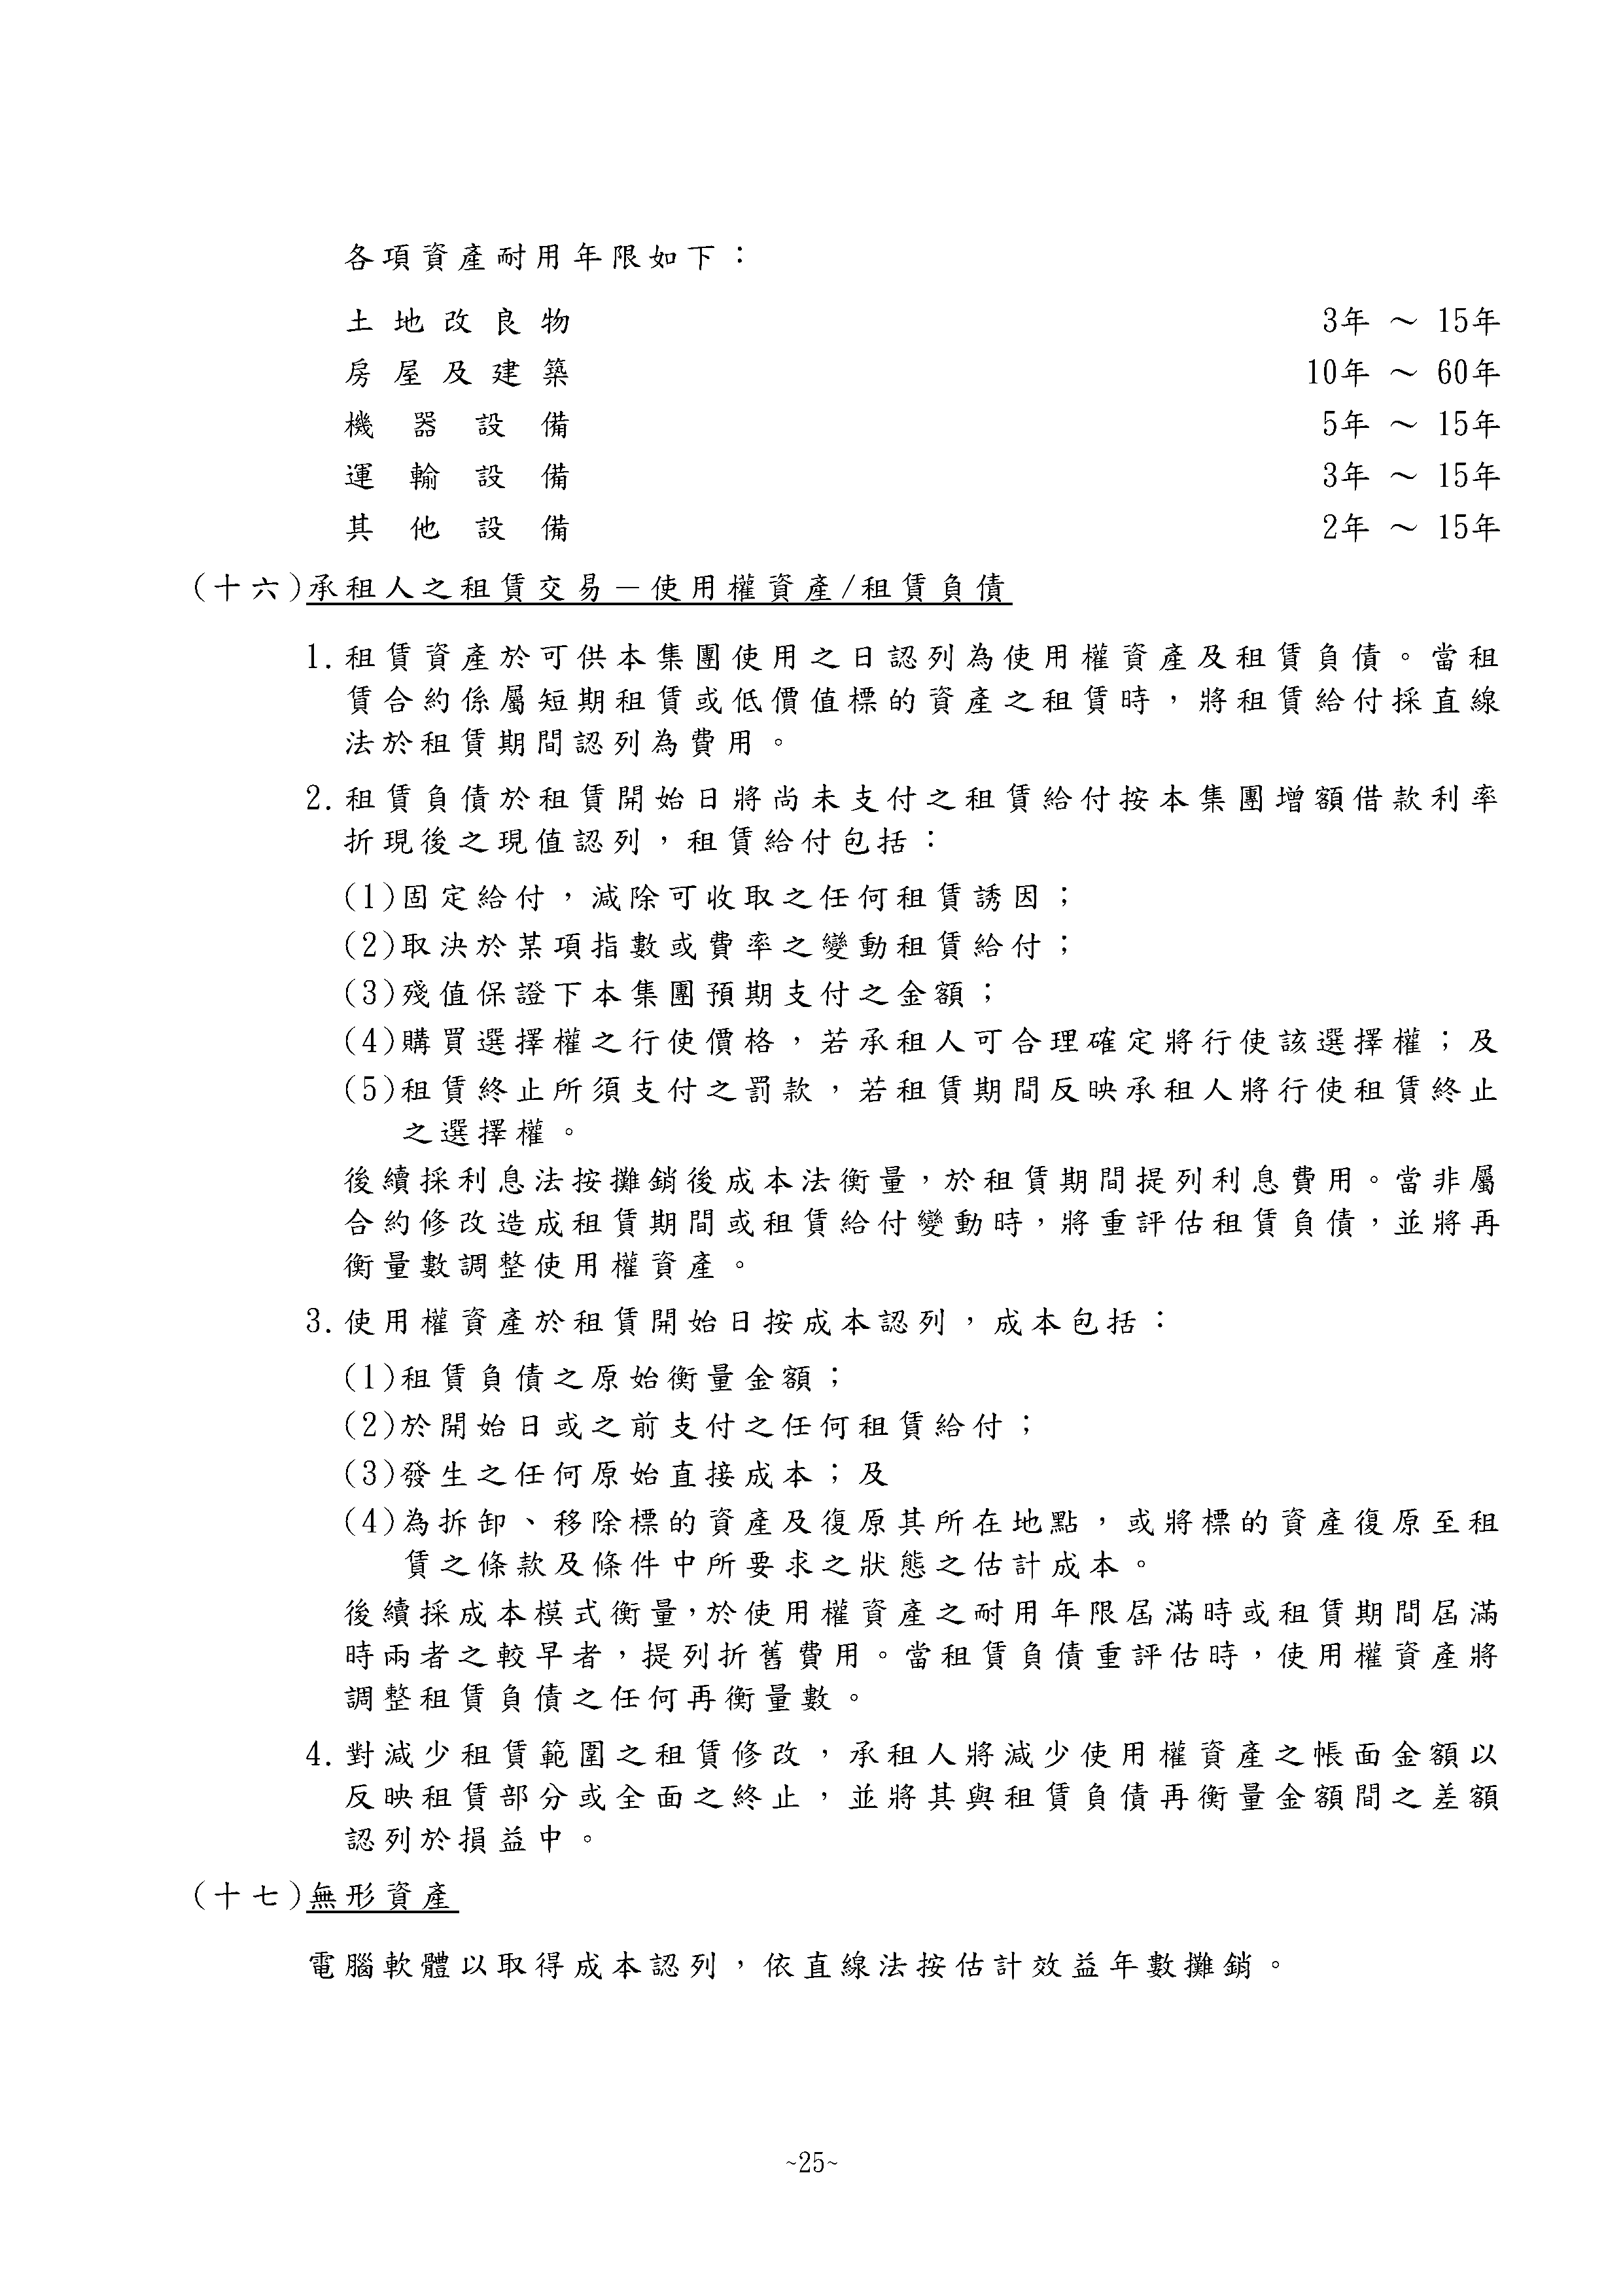 各項資產耐用年限如下：
土地改良物 3年 ～ 15年
房屋及建築 10年 ～ 60年
機器設備 5年 ～ 15年
運輸設備 3年 ～ 15年
其他設備 2年 ～ 15年
(十六)承租人之租賃交易－使用權資產/租賃負債
1.租賃資產於可供本集團使用之日認列為使用權資產及租賃負債。當租
賃合約係屬短期租賃或低價值標的資產之租賃時，將租賃給付採直線
法於租賃期間認列為費用。
2.租賃負債於租賃開始日將尚未支付之租賃給付按本集團增額借款利率
折現後之現值認列，租賃給付包括：
(1)固定給付，減除可收取之任何租賃誘因；
(2)取決於某項指數或費率之變動租賃給付；
(3)殘值保證下本集團預期支付之金額；
(4)購買選擇權之行使價格，若承租人可合理確定將行使該選擇權；及
(5)租賃終止所須支付之罰款，若租賃期間反映承租人將行使租賃終止
之選擇權。
後續採利息法按攤銷後成本法衡量，於租賃期間提列利息費用。當非屬
合約修改造成租賃期間或租賃給付變動時，將重評估租賃負債，並將再
衡量數調整使用權資產。
3.使用權資產於租賃開始日按成本認列，成本包括：
(1)租賃負債之原始衡量金額；
(2)於開始日或之前支付之任何租賃給付；
(3)發生之任何原始直接成本；及
(4)為拆卸、移除標的資產及復原其所在地點，或將標的資產復原至租
賃之條款及條件中所要求之狀態之估計成本。
後續採成本模式衡量，於使用權資產之耐用年限屆滿時或租賃期間屆滿
時兩者之較早者，提列折舊費用。當租賃負債重評估時，使用權資產將
調整租賃負債之任何再衡量數。
4.對減少租賃範圍之租賃修改，承租人將減少使用權資產之帳面金額以
反映租賃部分或全面之終止，並將其與租賃負債再衡量金額間之差額
認列於損益中。
(十七)無形資產
電腦軟體以取得成本認列，依直線法按估計效益年數攤銷。
~25~